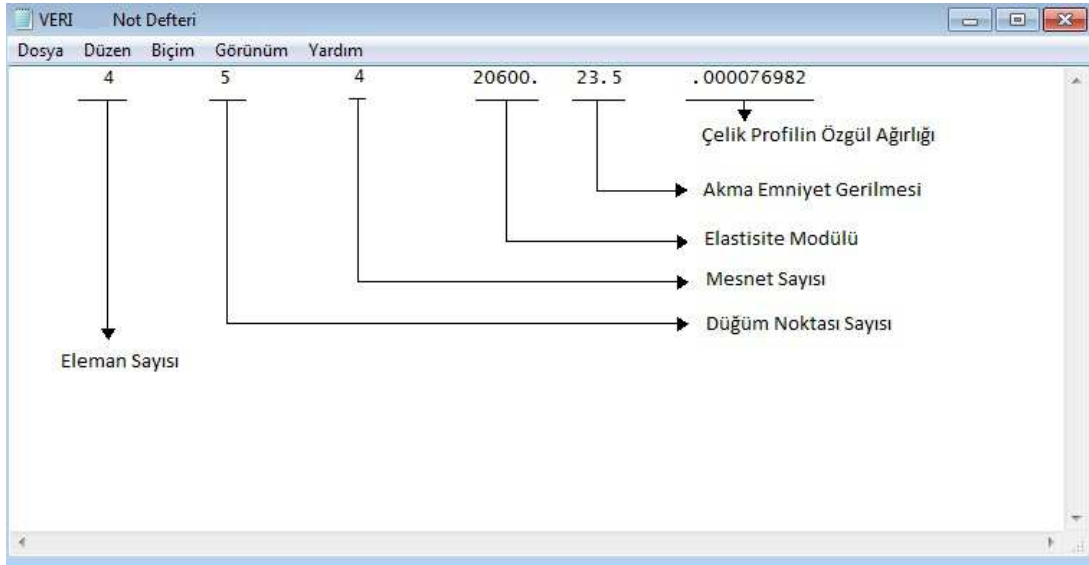 VERI Not Defteri
Dosya Düzen Biçim Görünüm Yardım
4 5 4 20600. 23.5 .000076982
Çelik Profilin Özgül Ağırlığı
Akma Emniyet Gerilmesi
Elastisite Modülü
Mesnet Sayısı
Düğüm Noktası Sayısı
Eleman Sayısı